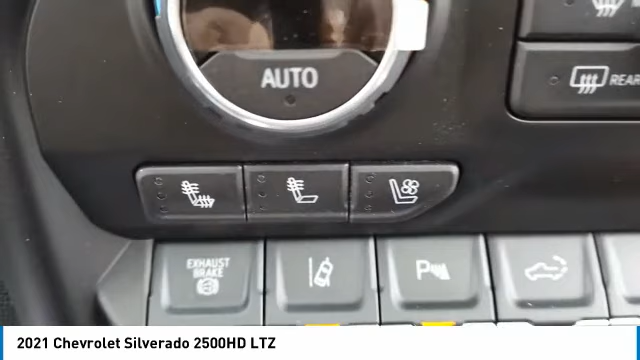 AUTO
REAR
EXHAUST
BRAKE
P
2021 Chevrolet Silverado 2500HD LTZ